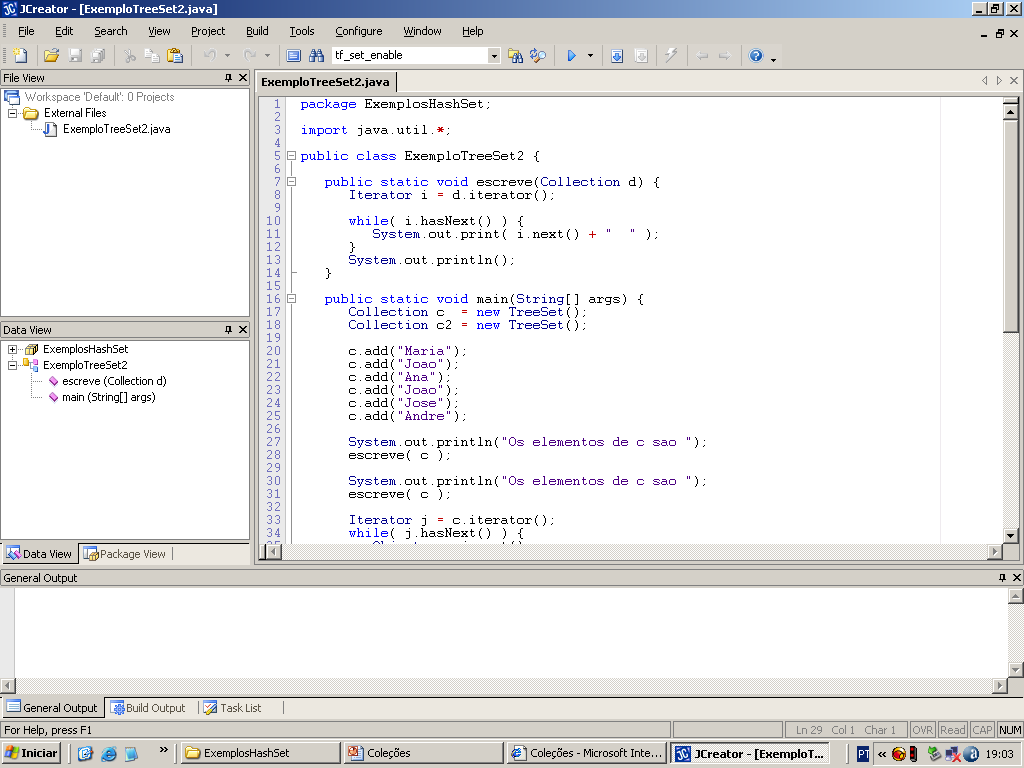 JCreator - [ExemploTreeSet2.java]
File Edit Search View Project Build Tools Configure Window Help
tf_set_enable
File View
Workspace 'Default': 0 Projects
External Files
ExemploTreeSet2.java
Data View
ExemplosHashSet
ExemploTreeSet2
escreve (Collection d)
main (String[] args)
Data View Package View
ExemploTreeSet2.java
1 package ExemplosHashSet;
2
3 import java.util.*;
4
5 public class ExemploTreeSet2 {
6
7 public static void escreve(Collection d) {
8 Iterator i = d.iterator();
9
10 while( i.hasNext() ) {
11 System.out.print( i.next() + "  " );
12 }
13 System.out.println();
14 }
15
16 public static void main(String[] args) {
17 Collection c  = new TreeSet();
18 Collection c2 = new TreeSet();
19
20 c.add("Maria");
21 c.add("Joao");
22 c.add("Ana");
23 c.add("Joao");
24 c.add("Jose");
25 c.add("Andre");
26
27 System.out.println("Os elementos de c sao ");
28 escreve( c );
29
30 System.out.println("Os elementos de c sao ");
31 escreve( c );
32
33 Iterator j = c.iterator();
34 while( j.hasNext() ) {
General Output
General Output Build Output Task List
For Help, press F1
Ln 29 Col 1 Char 1 OVR Read CAP NUM
Iniciar » ExemplosHashSet Coleções Coleções - Microsoft Inte... JCreator - [ExemploT... PT « 19:03